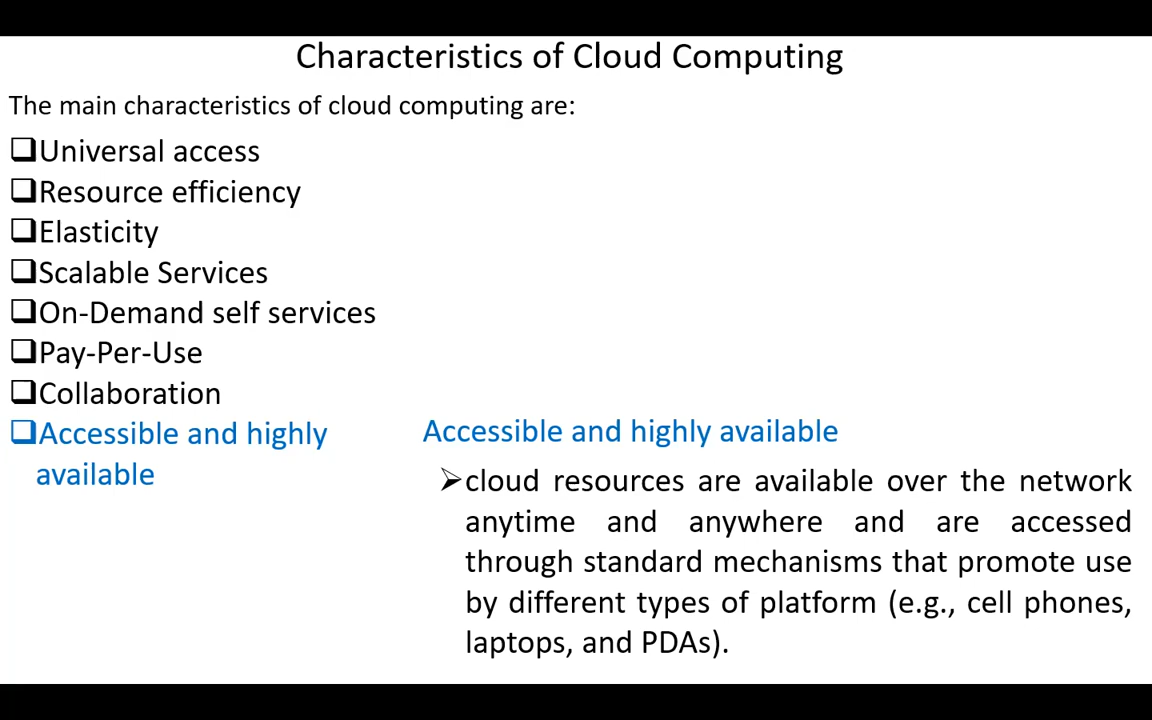 Characteristics of Cloud Computing
The main characteristics of cloud computing are:
❑Universal access
❑Resource efficiency
❑Elasticity
❑Scalable Services
❑On-Demand self services
❑Pay-Per-Use
❑Collaboration
❑Accessible and highly
available
Accessible and highly available
➢cloud resources are available over the network
anytime and anywhere and are accessed
through standard mechanisms that promote use
by different types of platform (e.g., cell phones,
laptops, and PDAs).